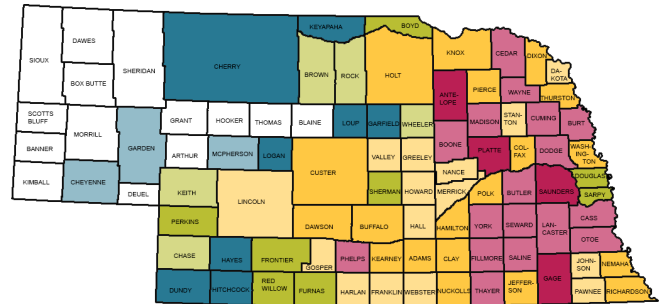 KEYAPAHA
BOYD
DAWES
SIOUX
SHERIDAN
CHERRY
BOX BUTTE
BROWN
ROCK
HOLT
KNOX
CEDAR
DIXON
DA-
KOTA
ANTE-
LOPE
PIERCE
WAYNE
THURSTON
SCOTTS
BLUFF
MORRILL
GARDEN
GRANT
HOOKER
THOMAS
BLAINE
LOUP
GARFIELD
WHEELER
MADISON
STAN-
TON
CUMING
BURT
BANNER
ARTHUR
MCPHERSON
LOGAN
CUSTER
VALLEY
GREELEY
BOONE
PLATTE
COL-
FAX
DODGE
WASH-
ING-
TON
KIMBALL
CHEYENNE
DEUEL
KEITH
LINCOLN
SHERMAN
HOWARD
NANCE
MERRICK
POLK
BUTLER
SAUNDERS
DOUGLAS
SARPY
PERKINS
DAWSON
BUFFALO
HALL
HAMILTON
YORK
SEWARD
LAN-
CASTER
CASS
OTOE
CHASE
HAYES
FRONTIER
GOSPER
PHELPS
KEARNEY
ADAMS
CLAY
FILLMORE
SALINE
GAGE
JOHN-
SON
NEMAHA
DUNDY
HITCHCOCK
RED
WILLOW
FURNAS
HARLAN
FRANKLIN
WEBSTER
NUCKOLLS
THAYER
JEFFER-
SON
PAWNEE
RICHARDSON